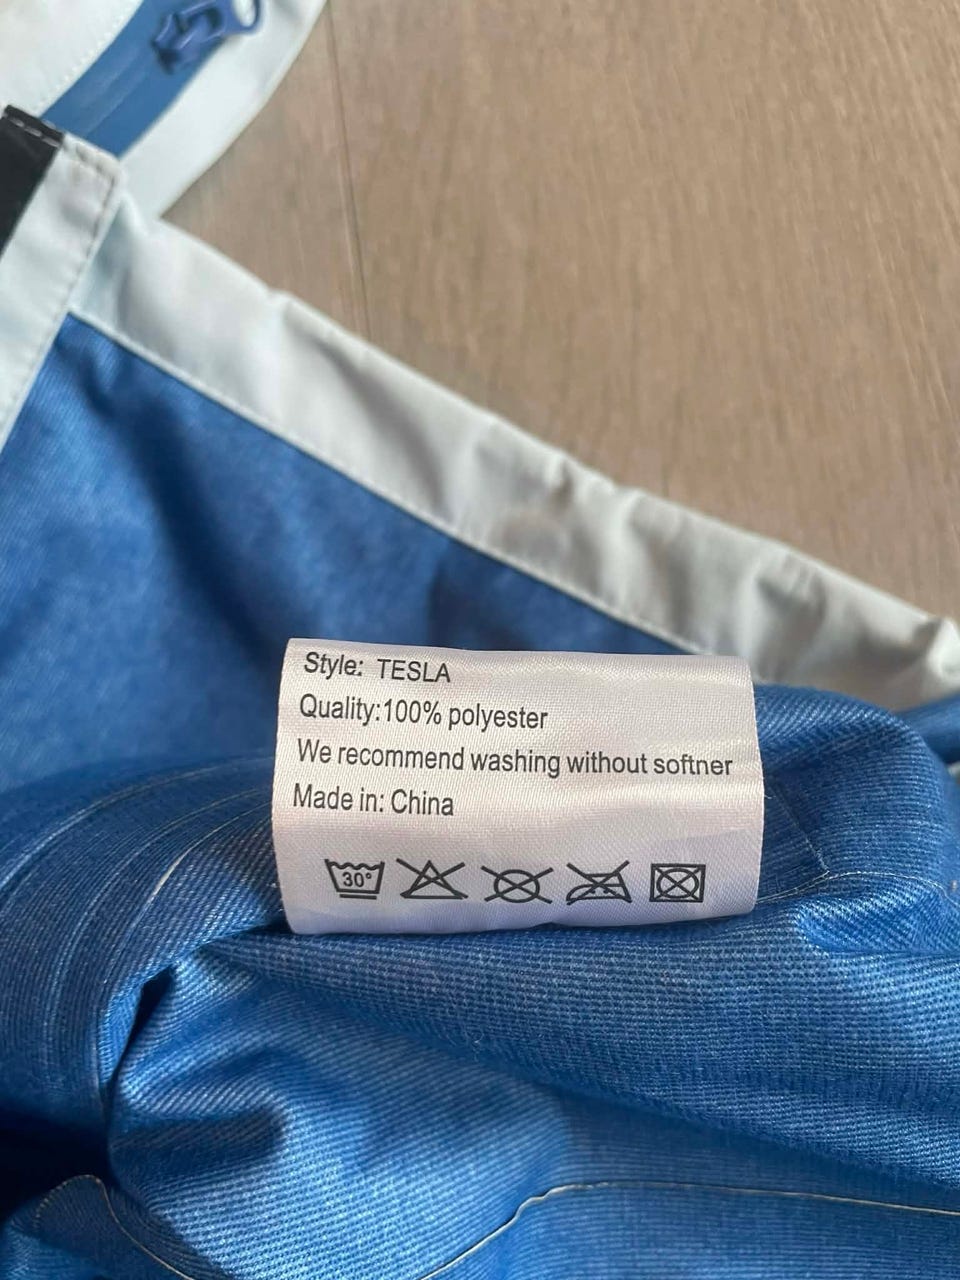 Style: TESLA
Quality:100% polyester
We recommend washing without softner
Made in: China
30°